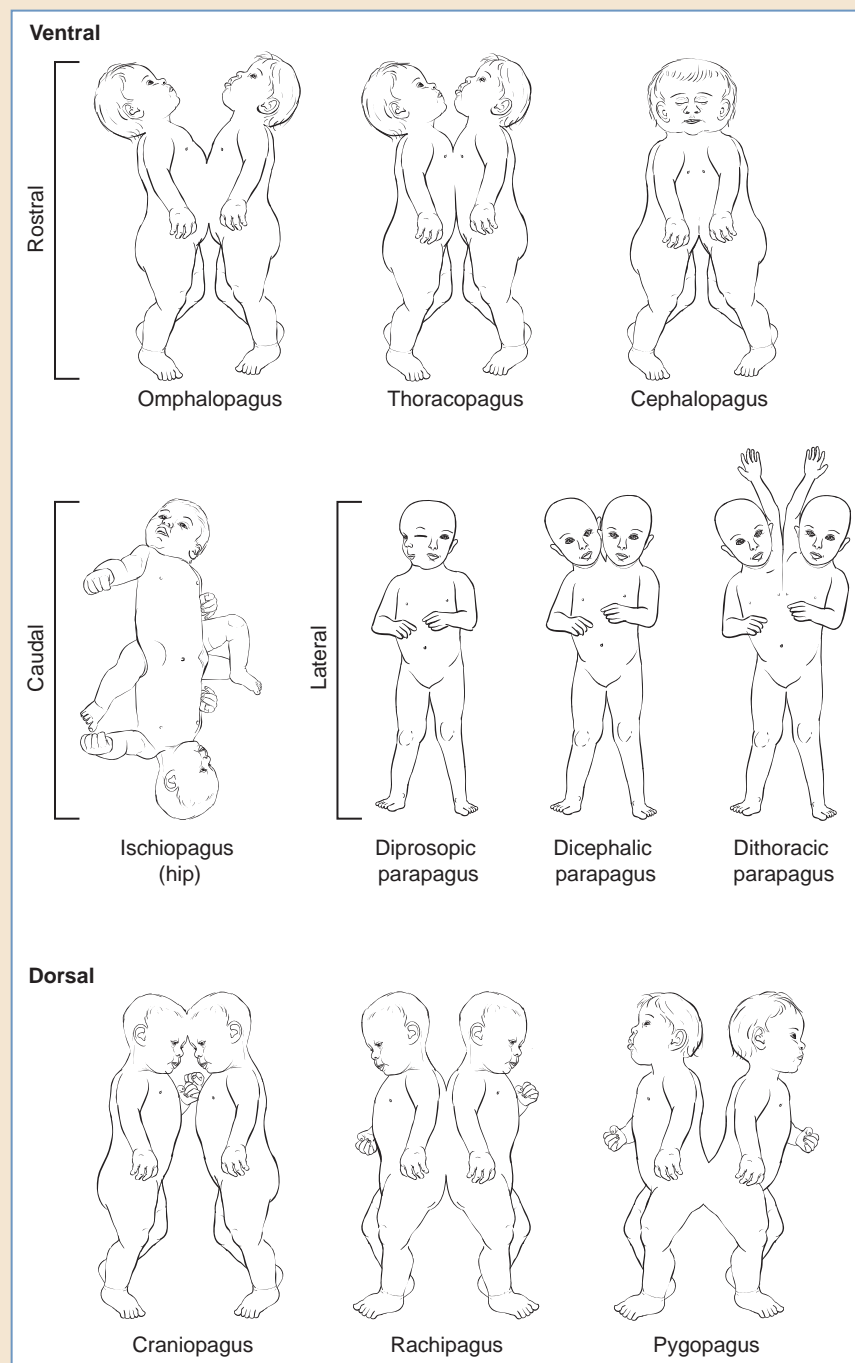 Ventral
Rostral
Omphalopagus
Thoracopagus
Cephalopagus
Caudal
Lateral
Ischiopagus
(hip)
Diprosopic
parapagus
Dicephalic
parapagus
Dithoracic
parapagus
Dorsal
Craniopagus
Rachipagus
Pygopagus